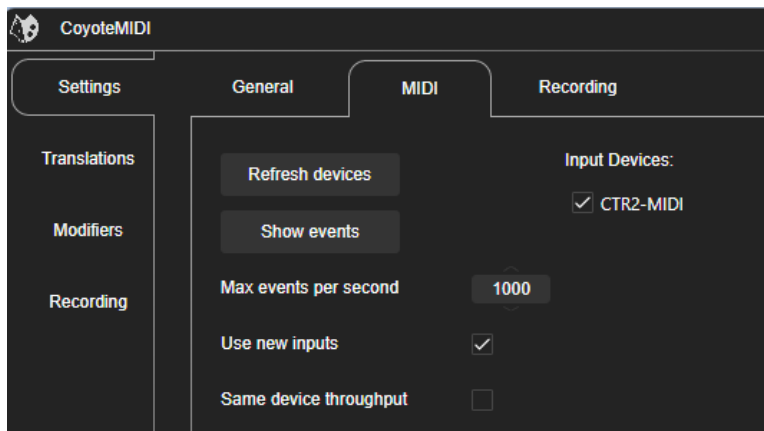 CoyoteMIDI
Settings
General
MIDI
Recording
Translations
Modifiers
Recording
Refresh devices
Show events
Max events per second
1000
Use new inputs
Same device throughput
Input Devices:
CTR2-MIDI